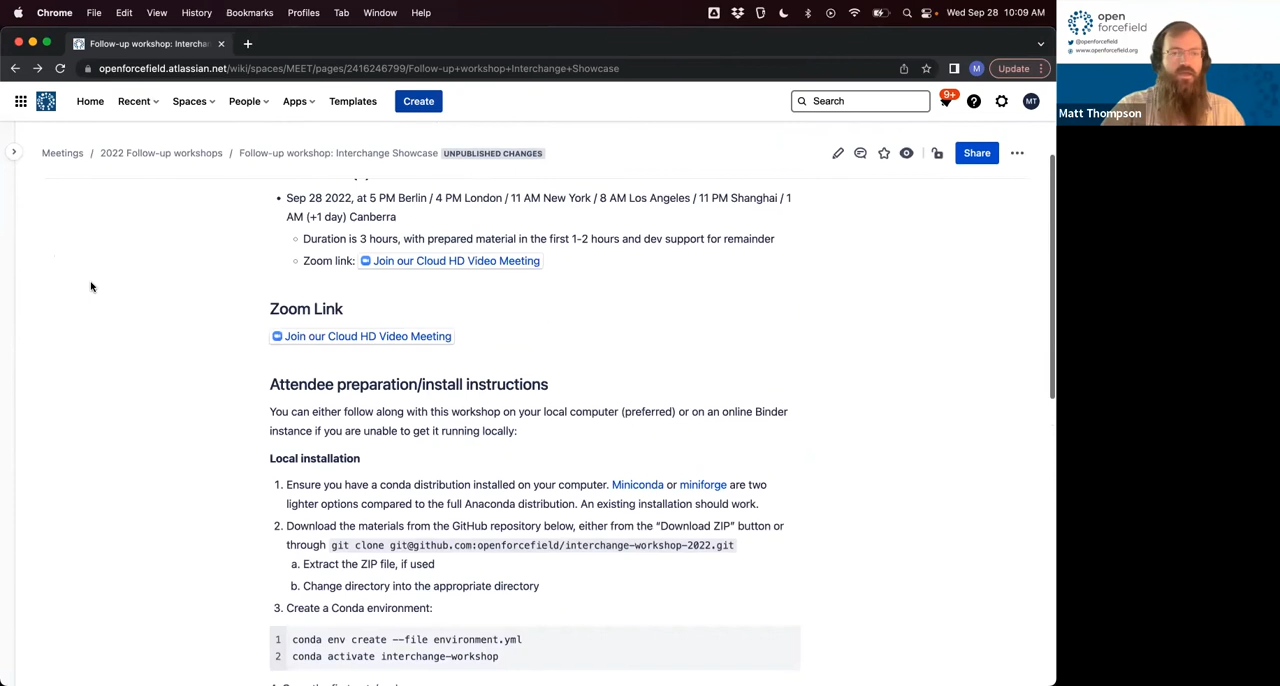 Chrome File Edit View History Bookmarks Profiles Tab Window Help Wed Sep 28 10:09 AM
Follow-up workshop: Intercha
openforcefield.atlassian.net/wiki/spaces/MEET/pages/2416246799/Follow-up+workshop+Interchange+Showcase M Update
Home Recent Spaces People Apps Templates Create Search 9+ MT
Meetings / 2022 Follow-up workshops / Follow-up workshop: Interchange Showcase UNPUBLISHED CHANGES Share
• Sep 28 2022, at 5 PM Berlin / 4 PM London / 11 AM New York / 8 AM Los Angeles / 11 PM Shanghai / 1
AM (+1 day) Canberra
○ Duration is 3 hours, with prepared material in the first 1-2 hours and dev support for remainder
○ Zoom link: Join our Cloud HD Video Meeting
Zoom Link
Join our Cloud HD Video Meeting
Attendee preparation/install instructions
You can either follow along with this workshop on your local computer (preferred) or on an online Binder
instance if you are unable to get it running locally:
Local installation
1. Ensure you have a conda distribution installed on your computer. Miniconda or miniforge are two
lighter options compared to the full Anaconda distribution. An existing installation should work.
2. Download the materials from the GitHub repository below, either from the “Download ZIP” button or
through git clone git@github.com:openforcefield/interchange-workshop-2022.git
a. Extract the ZIP file, if used
b. Change directory into the appropriate directory
3. Create a Conda environment:
1 conda env create --file environment.yml
2 conda activate interchange-workshop
open
forcefield
@openforcefield
www.openforcefield.org
Matt Thompson